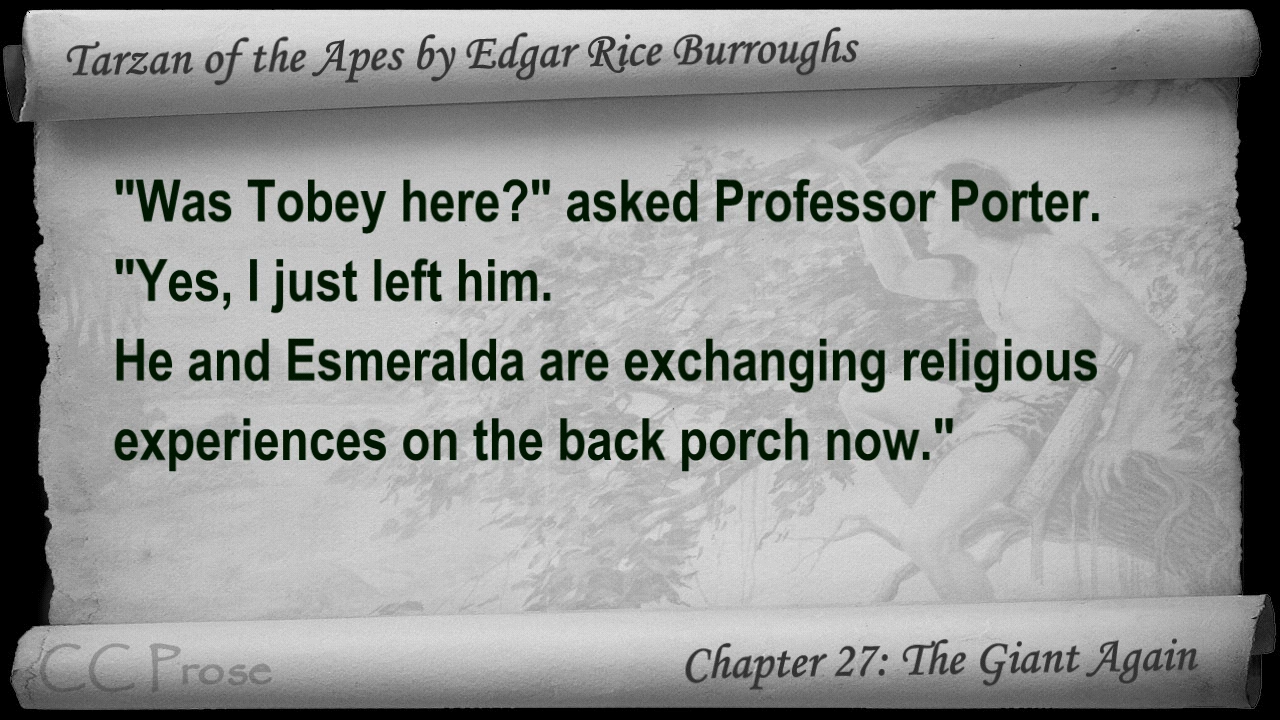 Tarzan of the Apes by Edgar Rice Burroughs
"Was Tobey here?" asked Professor Porter.
"Yes, I just left him.
He and Esmeralda are exchanging religious
experiences on the back porch now."
CC Prose
Chapter 27: The Giant Again